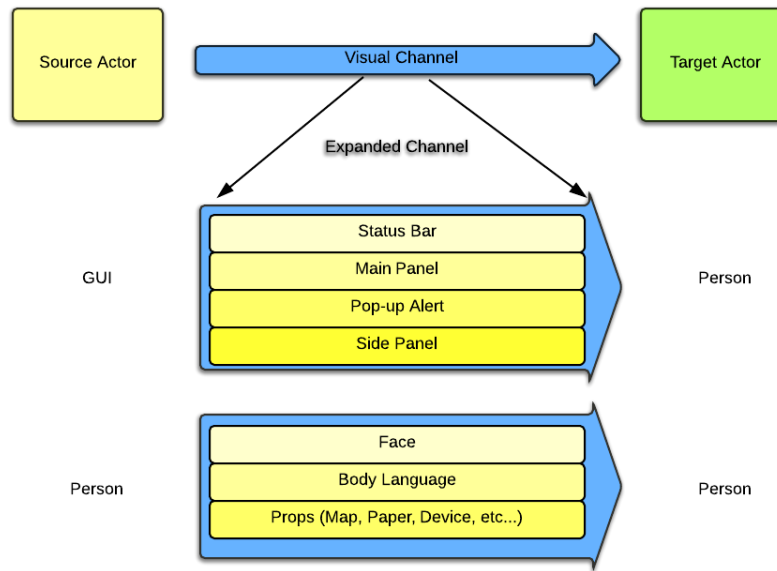 Source Actor
Visual Channel
Target Actor
Expanded Channel
GUI
Status Bar
Main Panel
Pop-up Alert
Side Panel
Person
Person
Face
Body Language
Props (Map, Paper, Device, etc...)
Person